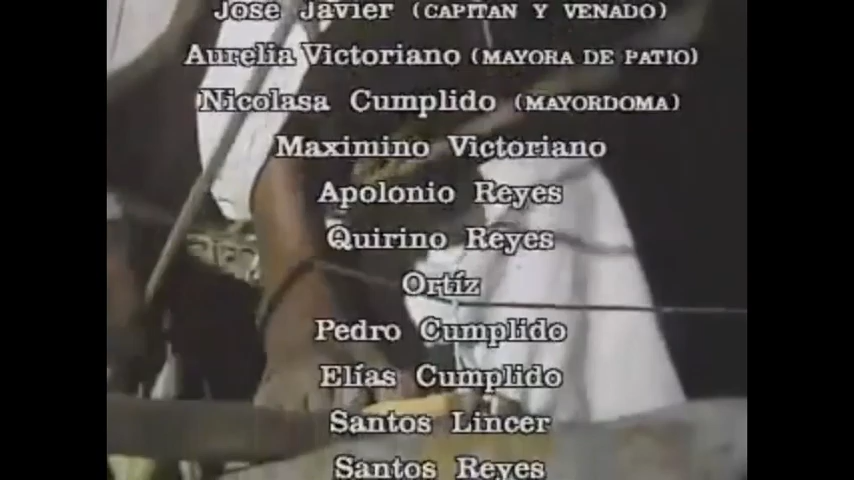 José Javier (CAPITAN Y VENADO)
Aurelia Victoriano (MAYORA DE PATIO)
Nicolasa Cumplido (MAYORDOMA)
Maximino Victoriano
Apolonio Reyes
Quirino Reyes
Ortíz
Pedro Cumplido
Elías Cumplido
Santos Lincer
Santos Reyes